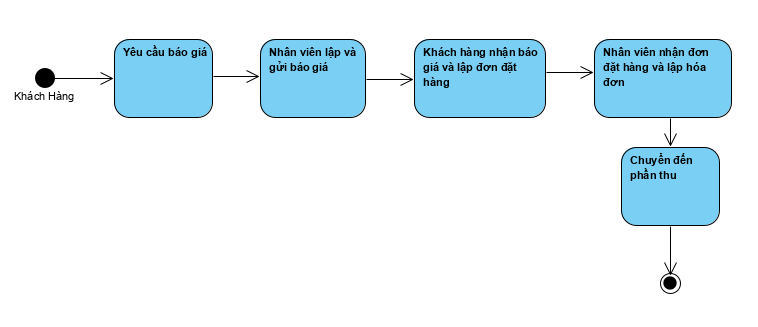 Khách Hàng
Yêu cầu báo giá
Nhân viên lập và
gửi báo giá
Khách hàng nhận báo
giá và lập đơn đặt
hàng
Nhân viên nhận đơn
đặt hàng và lập hóa
đơn
Chuyển đến
phần thu